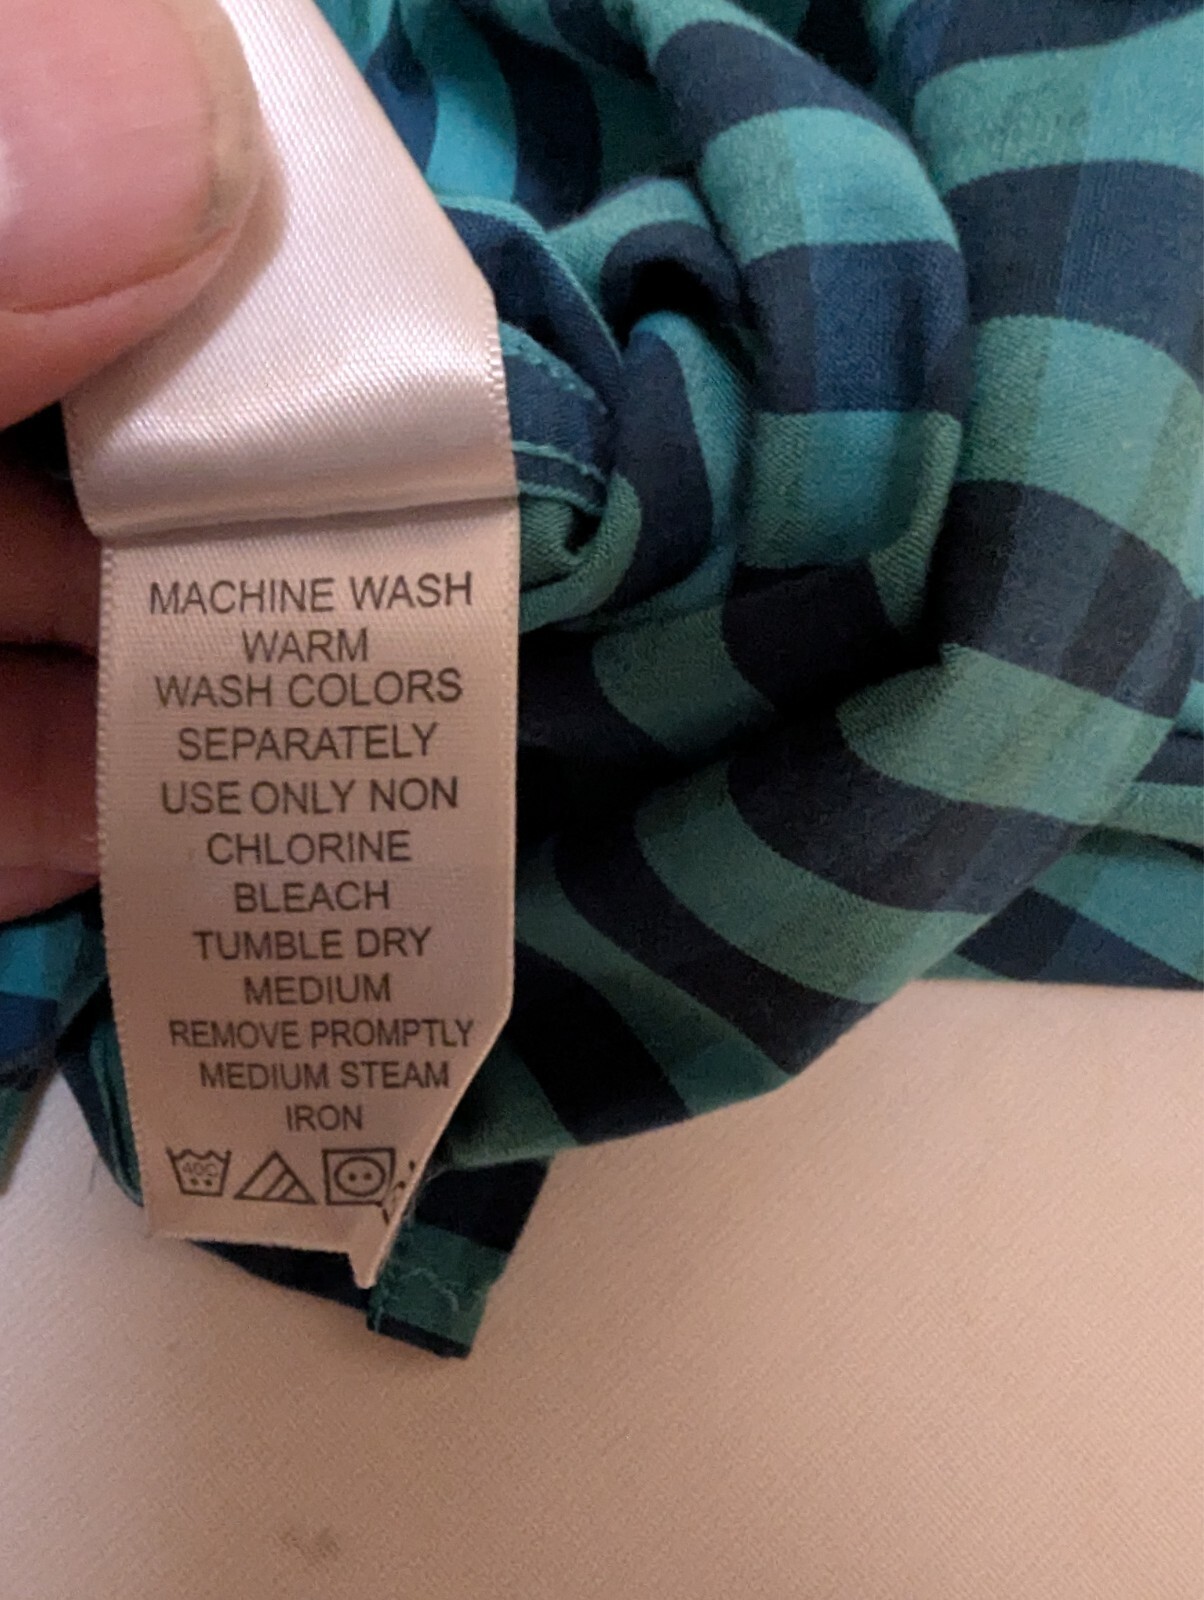 MACHINE WASH
WARM
WASH COLORS
SEPARATELY
USE ONLY NON
CHLORINE
BLEACH
TUMBLE DRY
MEDIUM
REMOVE PROMPTLY
MEDIUM STEAM
IRON
40C